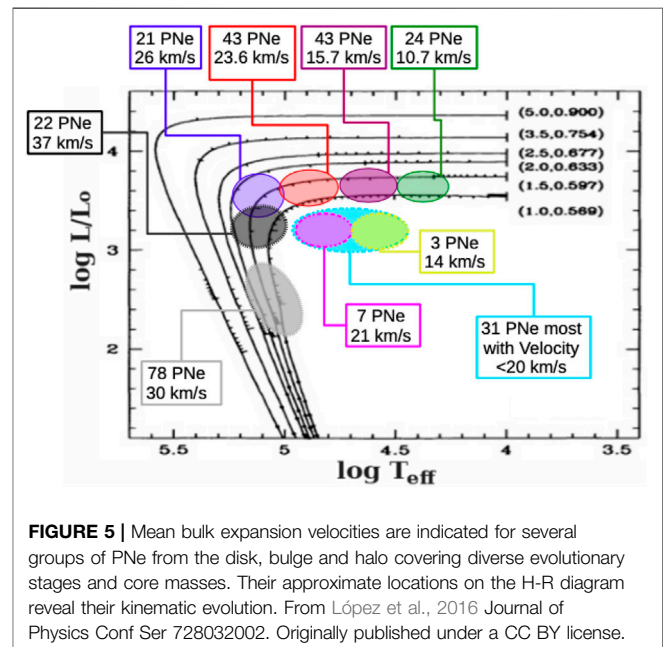 21 PNe
26 km/s
43 PNe
23.6 km/s
43 PNe
15.7 km/s
24 PNe
10.7 km/s
22 PNe
37 km/s
(5.0,0.900)
(3.5,0.754)
(2.5,0.677)
(2.0,0.633)
(1.5,0.597)
(1.0,0.569)
4
3
2
log L/Lo
3 PNe
14 km/s
7 PNe
21 km/s
31 PNe most
with Velocity
<20 km/s
78 PNe
30 km/s
5.5
5
4.5
4
3.5
log Teff
FIGURE 5 | Mean bulk expansion velocities are indicated for several
groups of PNe from the disk, bulge and halo covering diverse evolutionary
stages and core masses. Their approximate locations on the H-R diagram
reveal their kinematic evolution. From López et al., 2016 Journal of
Physics Conf Ser 728032002. Originally published under a CC BY license.